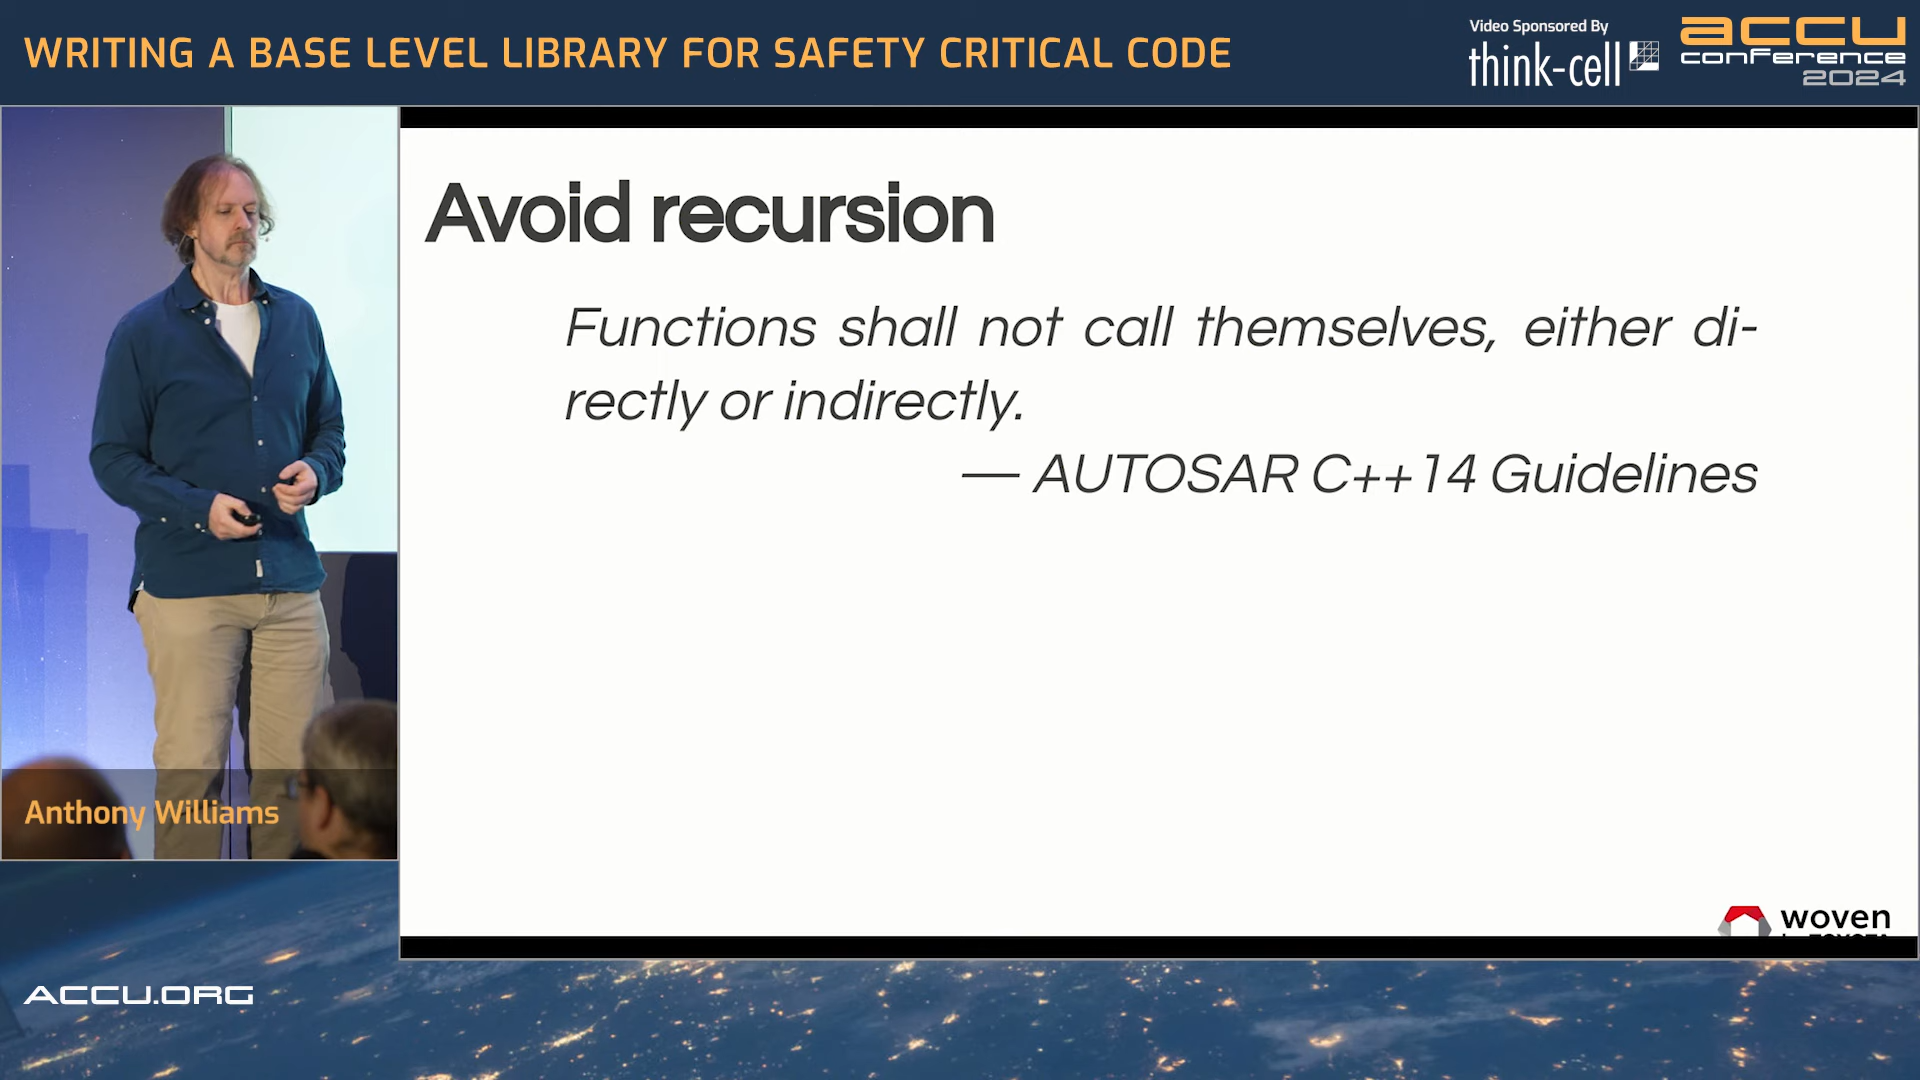 WRITING A BASE LEVEL LIBRARY FOR SAFETY CRITICAL CODE
Video Sponsored By
think-cell
accu
conference
2024
Avoid recursion
Functions shall not call themselves, either di-
rectly or indirectly.
— AUTOSAR C++14 Guidelines
Anthony Williams
woven
ACCU.ORG